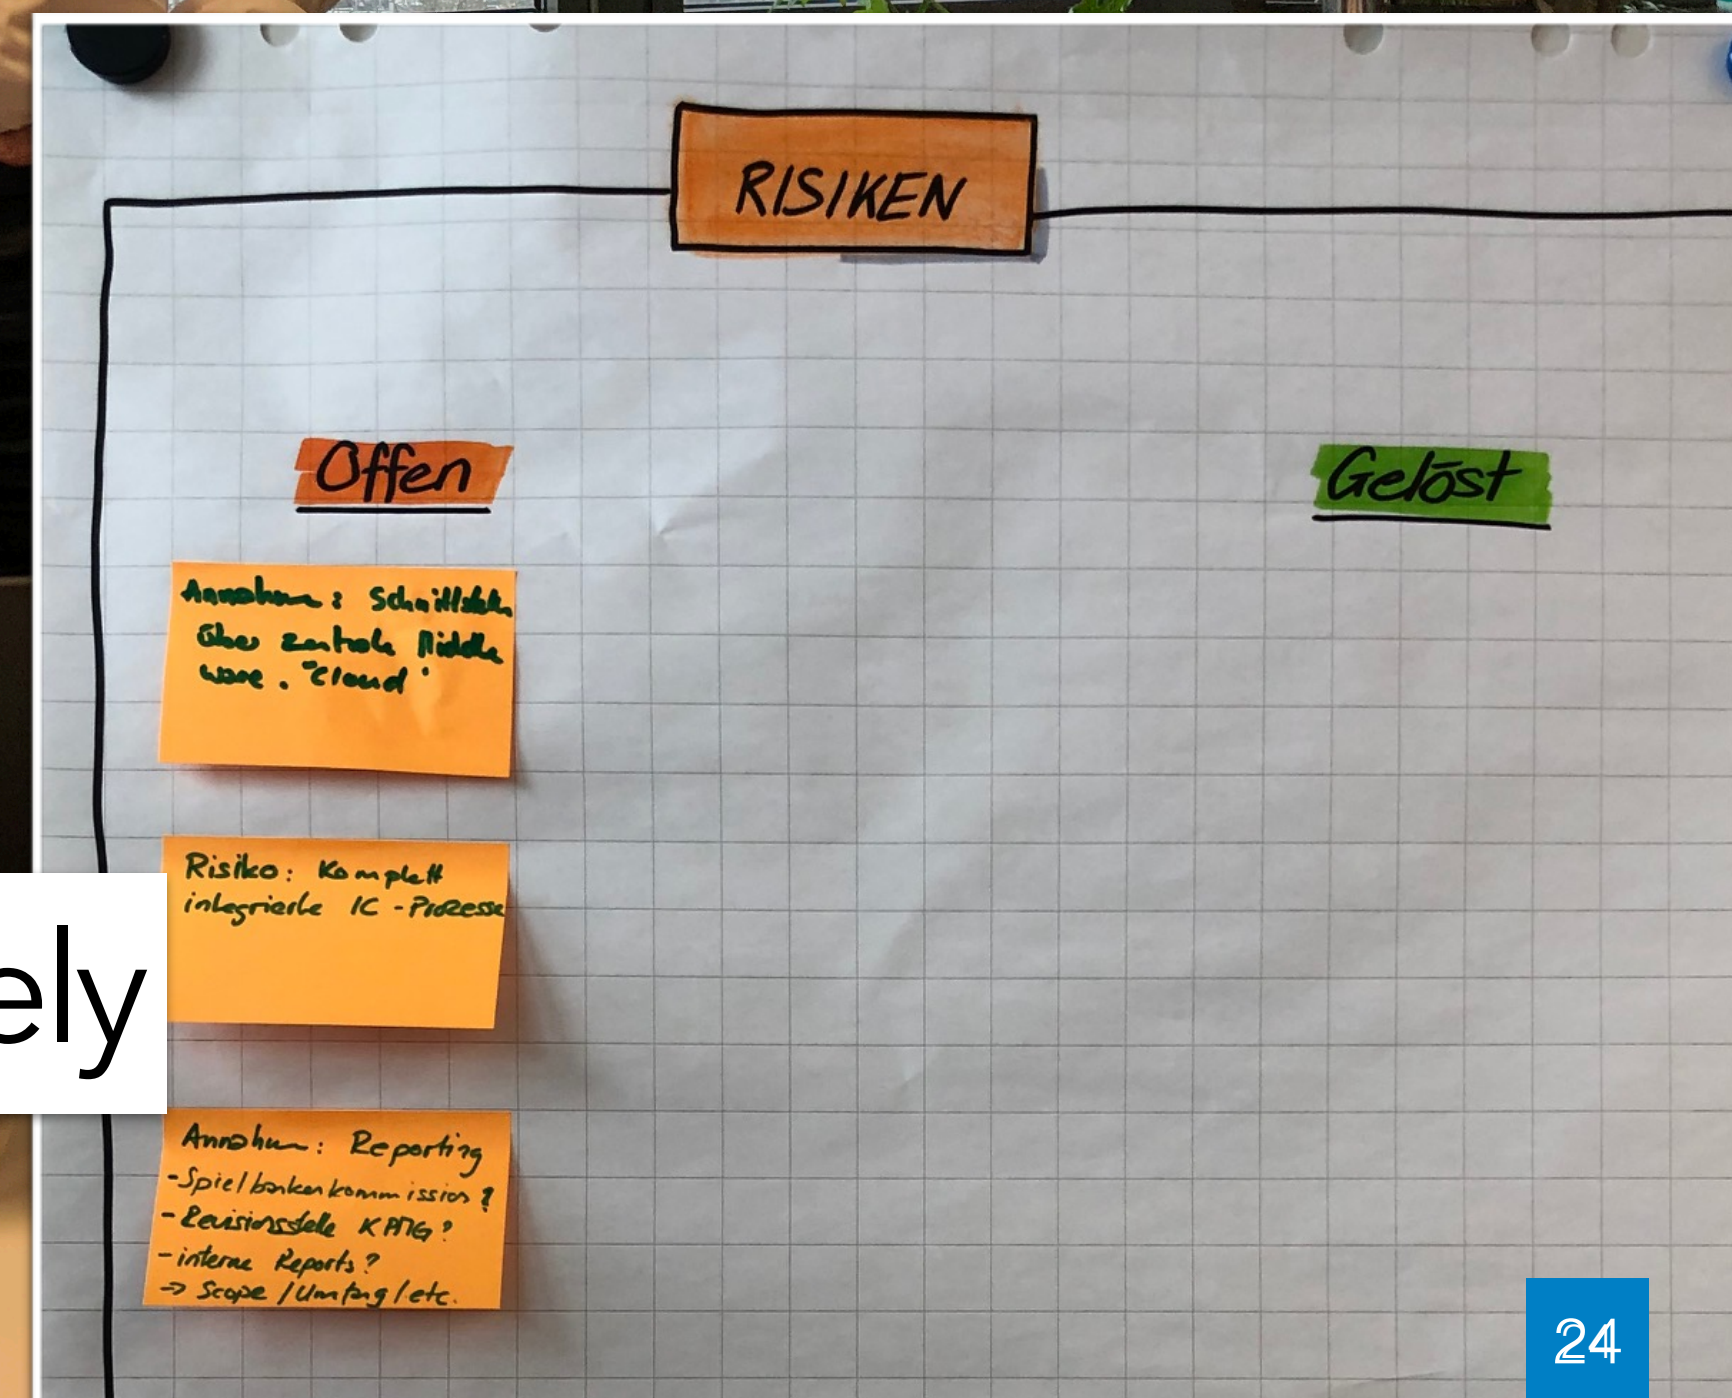 RISIKEN
Offen
Gelöst
Annahme: Schnittstellen
über zentrale Middle
ware. "Cloud"
Risiko: Komplett
integrierte IC-Prozesse
Annahme: Reporting
-Spielbankenkommission?
-Revisionsstelle KPMG?
-interne Reports?
-> Scope/Umfang/etc.
ely
24